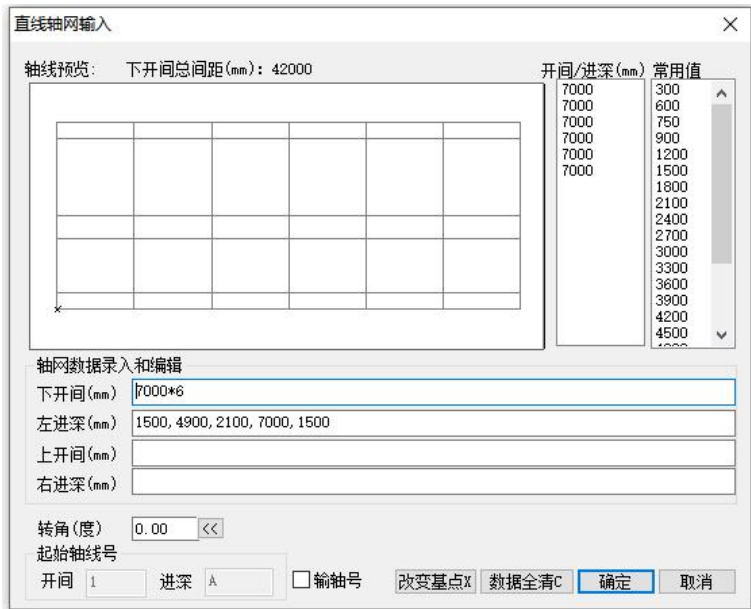 直线轴网输入
轴线预览: 下开间总间距(mm): 42000
开间/进深(mm) 常用值
7000
7000
7000
7000
7000
7000
300
600
750
900
1200
1500
1800
2100
2400
2700
3000
3300
3600
3900
4200
4500
轴网数据录入和编辑
下开间(mm) 7000*6
左进深(mm) 1500,4900,2100,7000,1500
上开间(mm)
右进深(mm)
转角(度) 0.00 <<
起始轴线号
开间 1 进深 A 输轴号 改变基点X 数据全清C 确定 取消